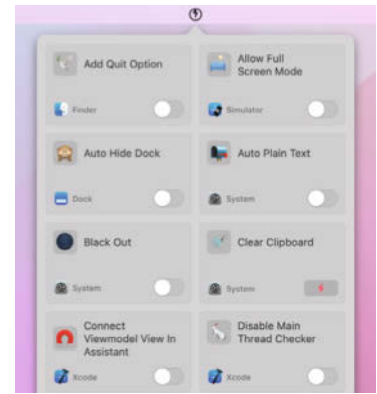 Add Quit Option
Finder
Allow Full
Screen Mode
Simulator
Auto Hide Dock
Dock
Auto Plain Text
System
Black Out
System
Clear Clipboard
System
Connect
Viewmodel View In
Assistant
Xcode
Disable Main
Thread Checker
Xcode